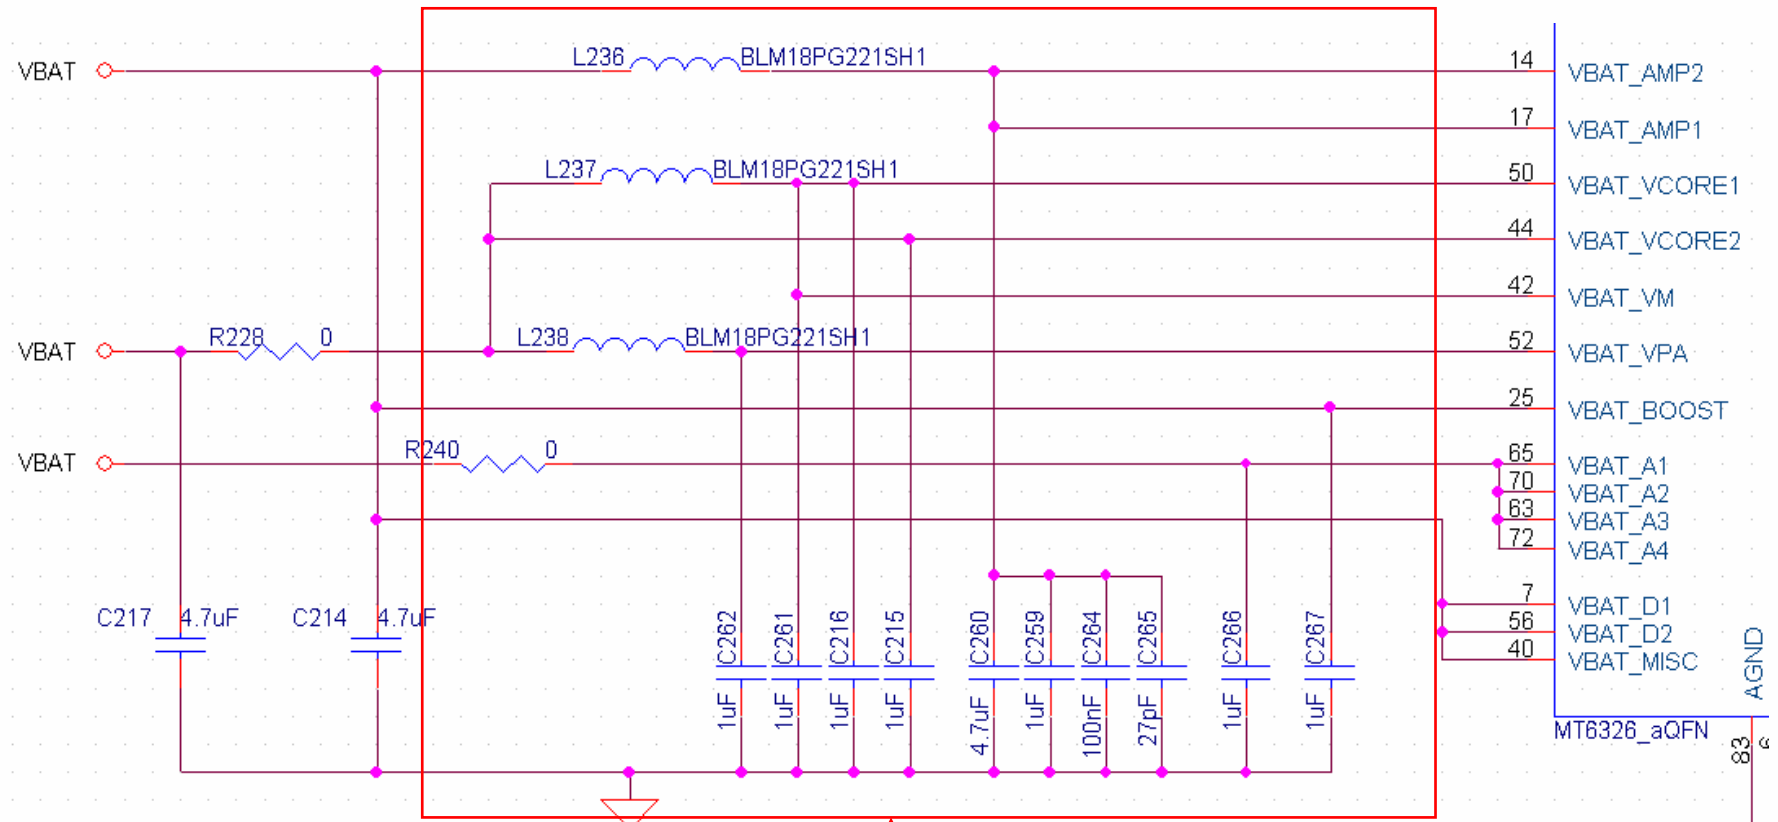 VBAT
L236
BLM18PG221SH1
14
VBAT_AMP2
17
VBAT_AMP1
L237
BLM18PG221SH1
50
VBAT_VCORE1
44
VBAT_VCORE2
42
VBAT_VM
VBAT
R228
0
L238
BLM18PG221SH1
52
VBAT_VPA
25
VBAT_BOOST
VBAT
R240
0
65
VBAT_A1
70
VBAT_A2
63
VBAT_A3
72
VBAT_A4
7
VBAT_D1
56
VBAT_D2
40
VBAT_MISC
C217
4.7uF
C214
4.7uF
C262
1uF
C261
1uF
C216
1uF
C215
1uF
C260
4.7uF
C259
1uF
C264
100nF
C265
27pF
C266
1uF
C267
1uF
AGND
MT6326_aQFN
83